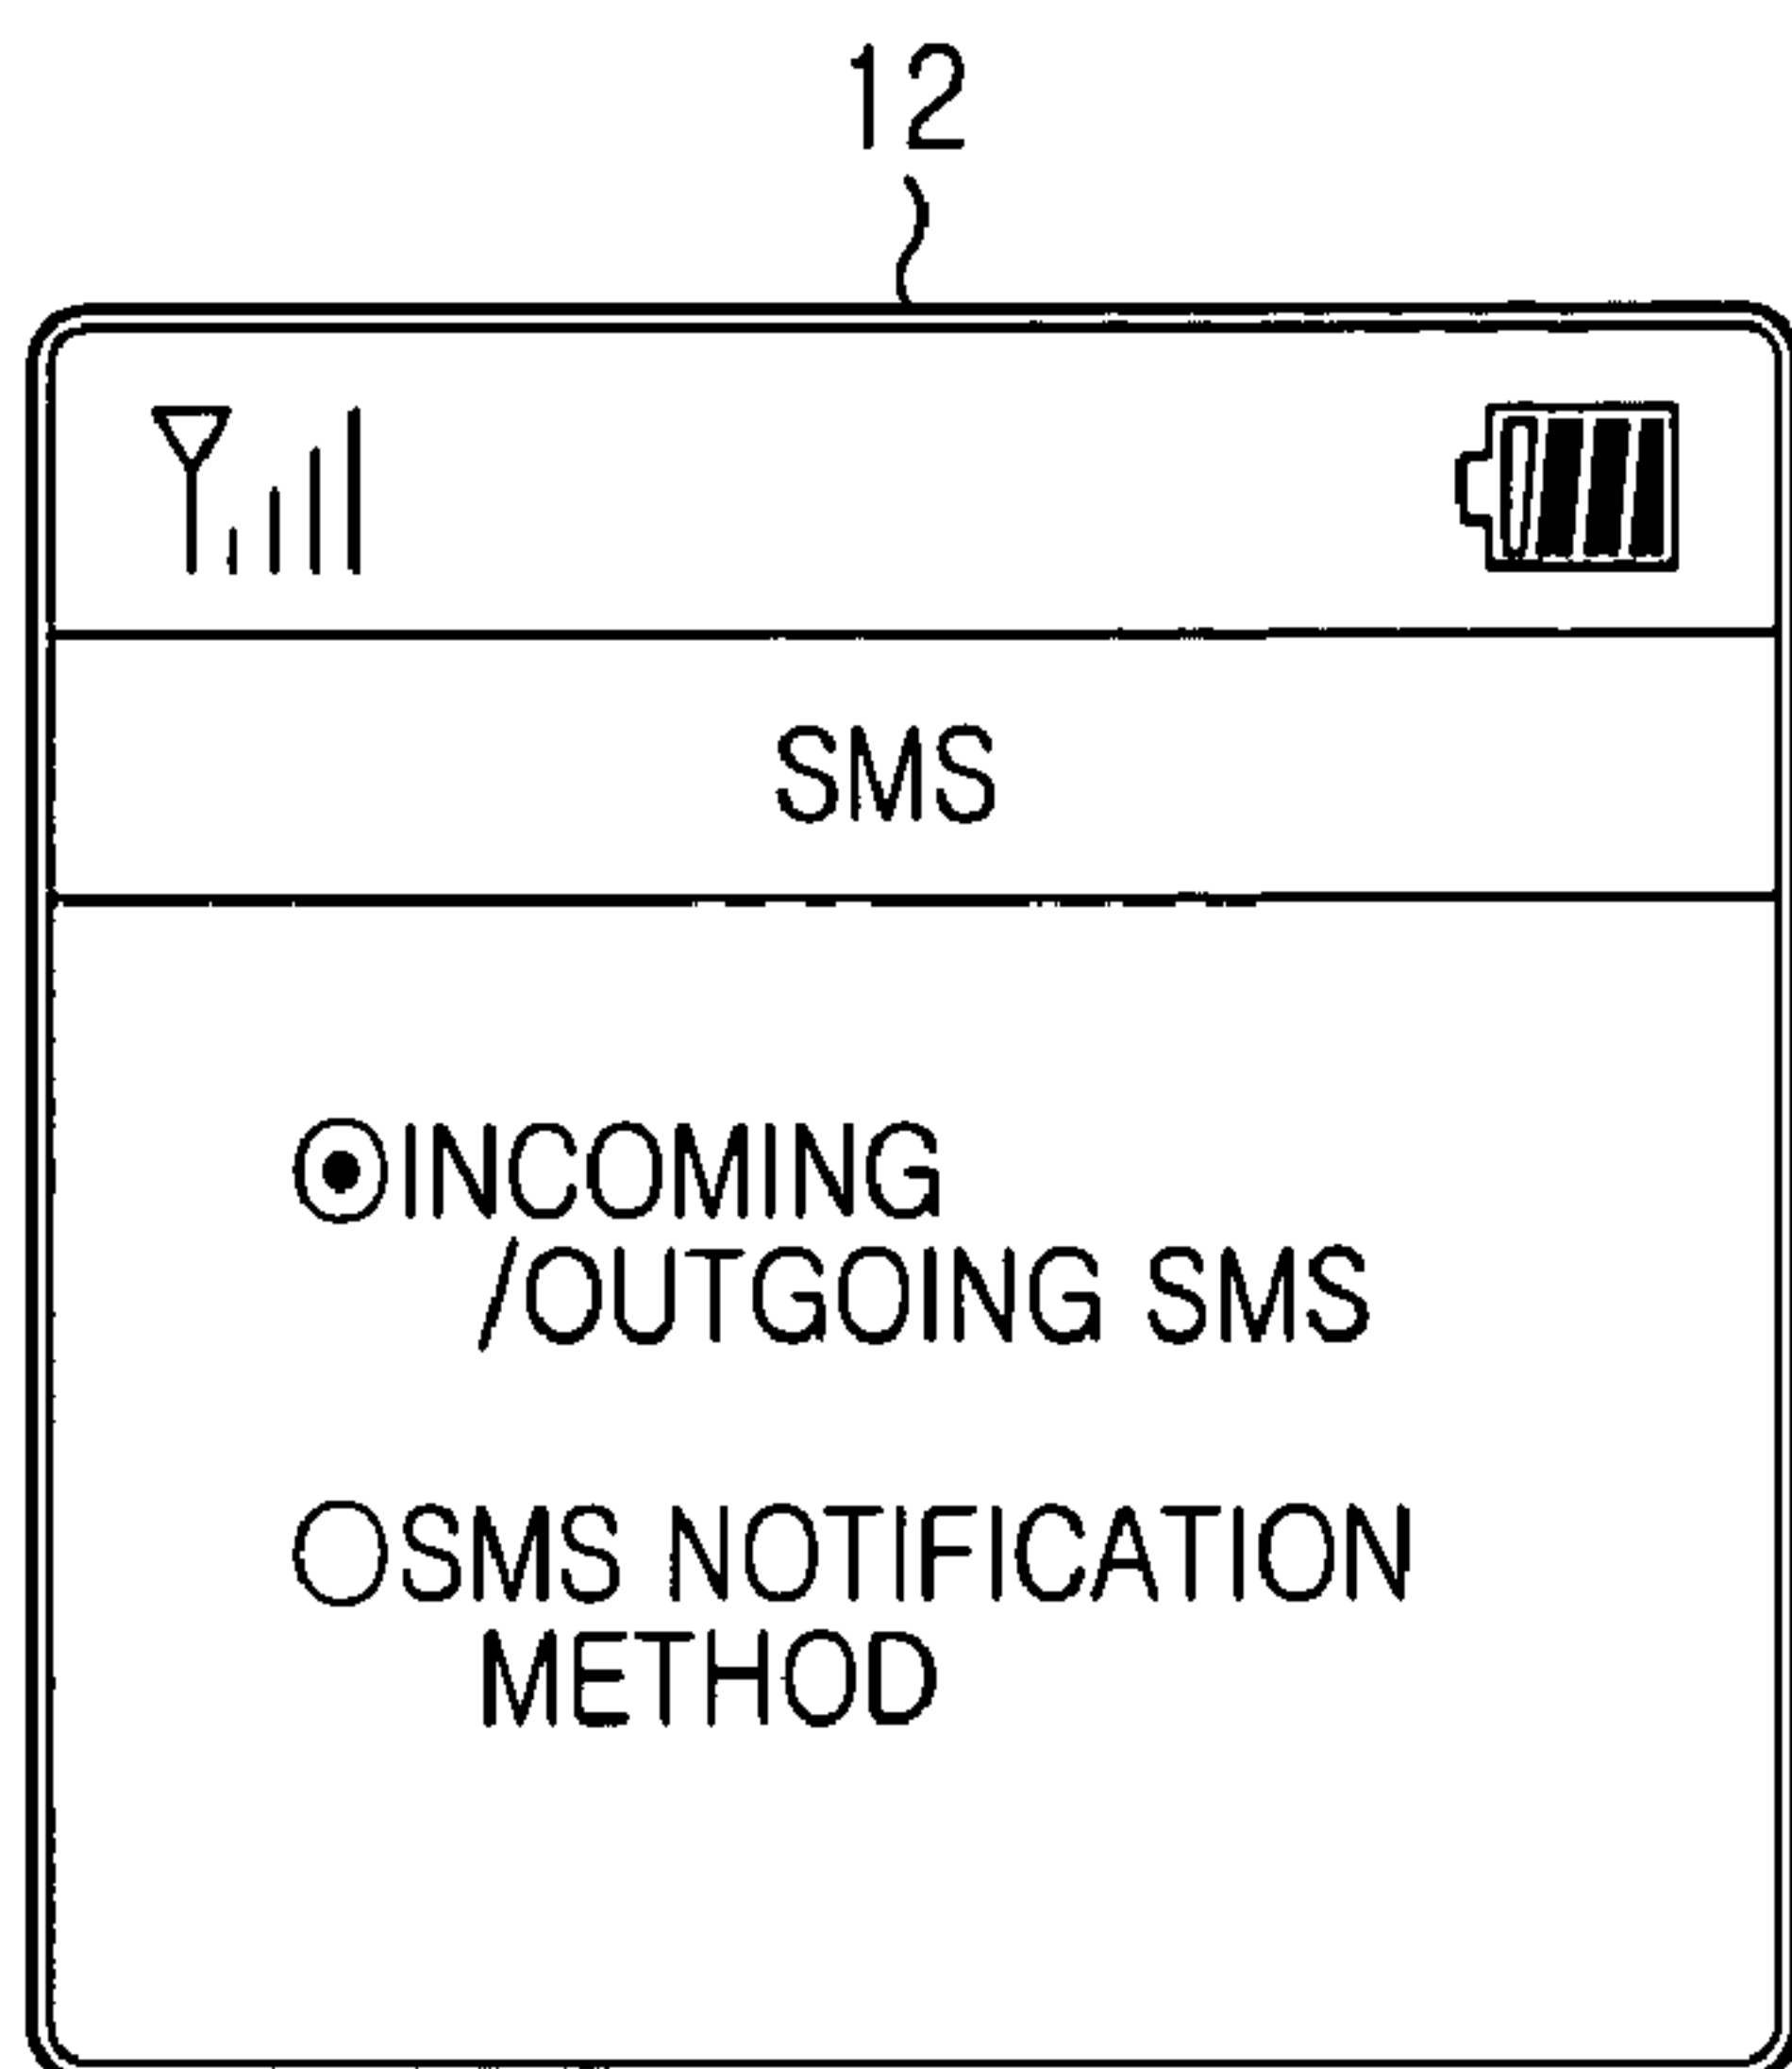 12
SMS
INCOMING
/OUTGOING SMS
SMS NOTIFICATION
METHOD